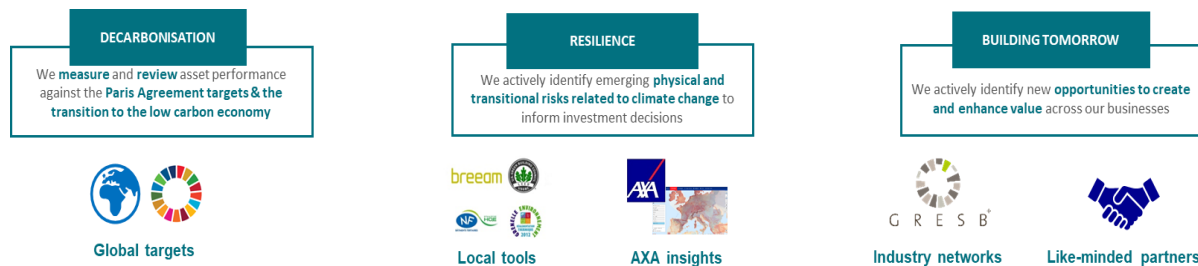 DECARBONISATION
We measure and review asset performance
against the Paris Agreement targets & the
transition to the low carbon economy
Global targets
RESILIENCE
We actively identify emerging physical and
transitional risks related to climate change to
inform investment decisions
breeam
NF
HQE
AXA
Local tools
AXA insights
BUILDING TOMORROW
We actively identify new opportunities to create
and enhance value across our businesses
G R E S B
Industry networks
Like-minded partners